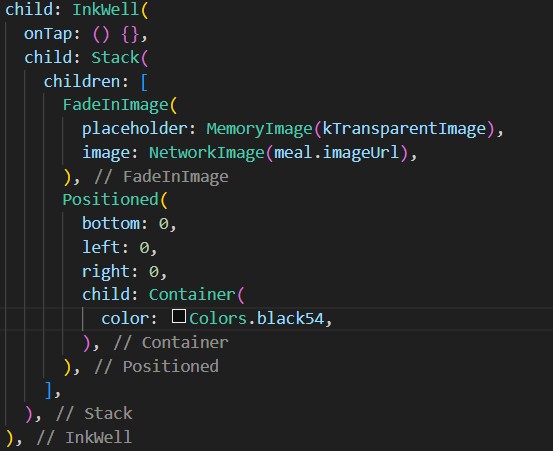 child: InkWell(
  onTap: () {},
  child: Stack(
    children: [
      FadeInImage(
        placeholder: MemoryImage(kTransparentImage),
        image: NetworkImage(meal.imageUrl),
      ), // FadeInImage
      Positioned(
        bottom: 0,
        left: 0,
        right: 0,
        child: Container(
          color: Colors.black54,
        ), // Container
      ), // Positioned
    ],
  ), // Stack
), // InkWell